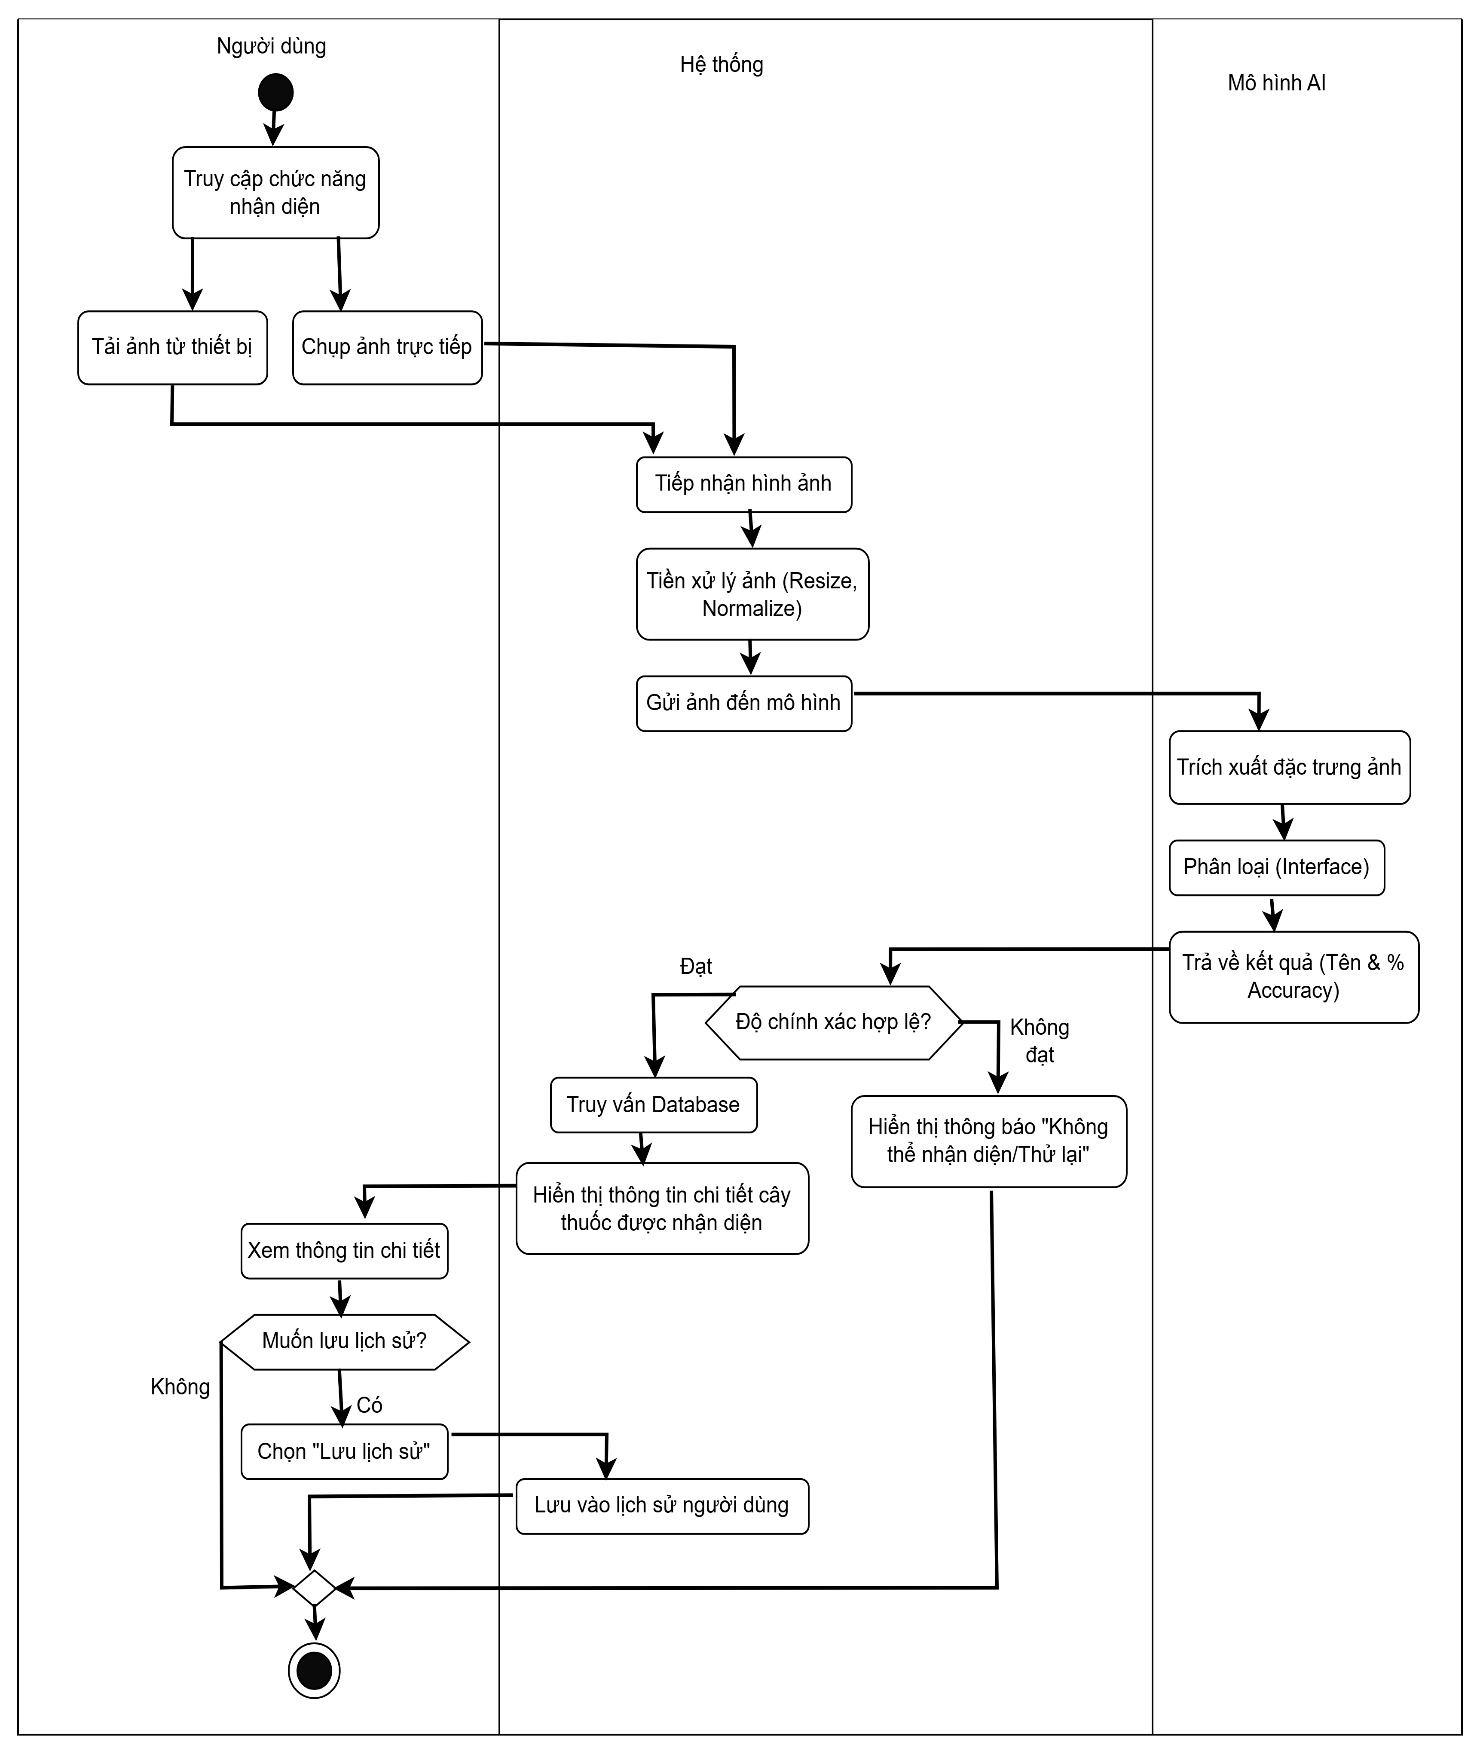 Người dùng
Hệ thống
Mô hình AI
Truy cập chức năng
nhận diện
Tải ảnh từ thiết bị
Chụp ảnh trực tiếp
Tiếp nhận hình ảnh
Tiền xử lý ảnh (Resize,
Normalize)
Gửi ảnh đến mô hình
Trích xuất đặc trưng ảnh
Phân loại (Interface)
Trả về kết quả (Tên & %
Accuracy)
Đạt
Độ chính xác hợp lệ?
Không
đạt
Truy vấn Database
Hiển thị thông báo "Không
thể nhận diện/Thử lại"
Hiển thị thông tin chi tiết cây
thuốc được nhận diện
Xem thông tin chi tiết
Muốn lưu lịch sử?
Không
Có
Chọn "Lưu lịch sử"
Lưu vào lịch sử người dùng